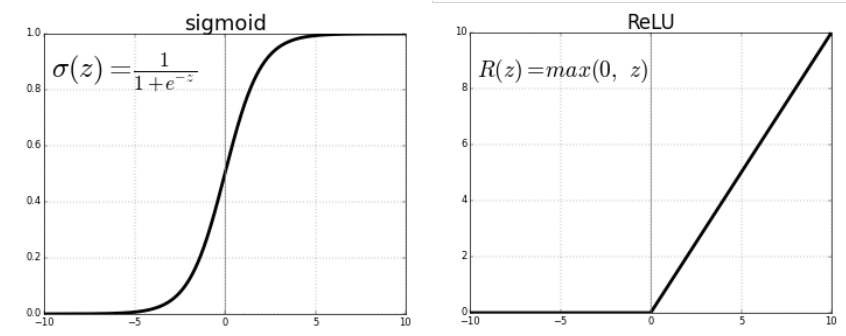 sigmoid
σ(z) = 1 / (1+e^{-z})
1.0
0.8
0.6
0.4
0.2
0.0
−10 −5 0 5 10
ReLU
R(z)=max(0, z)
10
8
6
4
2
0
−10 −5 0 5 10